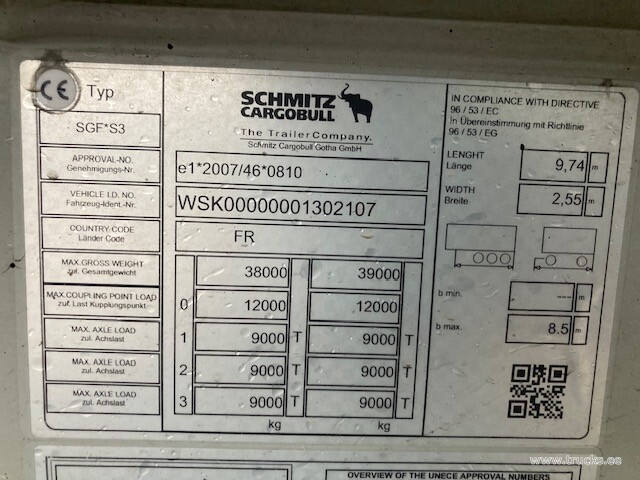 CE Typ
SGF*S3
SCHMITZ
CARGOBULL
The Trailer Company.
Schmitz Cargobull Gotha GmbH
APPROVAL-NO.
Genehmigungs-Nr.
e1*2007/46*0810
VEHICLE I.D. NO.
Fahrzeug-Ident.-Nr.
WSK00000001302107
COUNTRY CODE
Länder Code
FR
MAX.GROSS WEIGHT
zul. Gesamtgewicht
38000 39000
MAX.COUPLING POINT LOAD
zul. Last Kupplungspunkt
0 12000 12000
MAX. AXLE LOAD
zul. Achslast
1 9000 T 9000 T
MAX. AXLE LOAD
zul. Achslast
2 9000 T 9000 T
MAX. AXLE LOAD
zul. Achslast
3 9000 T 9000 T
kg kg
IN COMPLIANCE WITH DIRECTIVE
96 / 53 / EC
In Übereinstimmung mit Richtlinie
96 / 53 / EG
LENGHT
Länge
9,74 m
WIDTH
Breite
2,55 m
b min. --- m
b max. 8.5 m
OVERVIEW OF THE UNECE APPROVAL NUMBERS
www.trucks.ee